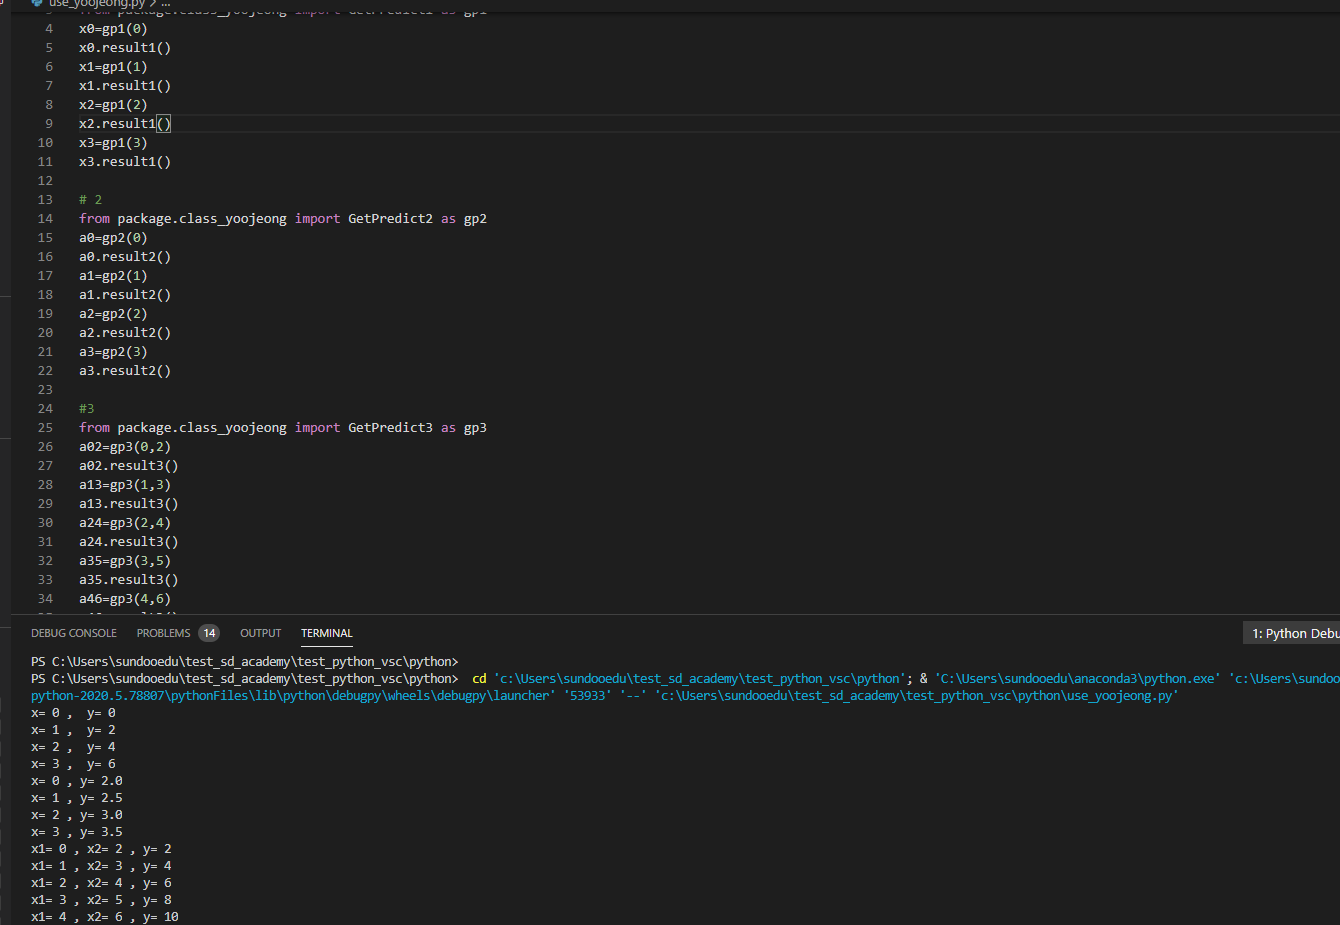 use_yoojeong.py > ...
4 x0=gp1(0)
5 x0.result1()
6 x1=gp1(1)
7 x1.result1()
8 x2=gp1(2)
9 x2.result1()
10 x3=gp1(3)
11 x3.result1()
12
13 # 2
14 from package.class_yoojeong import GetPredict2 as gp2
15 a0=gp2(0)
16 a0.result2()
17 a1=gp2(1)
18 a1.result2()
19 a2=gp2(2)
20 a2.result2()
21 a3=gp2(3)
22 a3.result2()
23
24 #3
25 from package.class_yoojeong import GetPredict3 as gp3
26 a02=gp3(0,2)
27 a02.result3()
28 a13=gp3(1,3)
29 a13.result3()
30 a24=gp3(2,4)
31 a24.result3()
32 a35=gp3(3,5)
33 a35.result3()
34 a46=gp3(4,6)
DEBUG CONSOLE PROBLEMS 14 OUTPUT TERMINAL 1: Python Debu
PS C:\Users\sundooedu\test_sd_academy\test_python_vsc\python>
PS C:\Users\sundooedu\test_sd_academy\test_python_vsc\python> cd 'c:\Users\sundooedu\test_sd_academy\test_python_vsc\python'; & 'C:\Users\sundooedu\anaconda3\python.exe' 'c:\Users\sundoo
python-2020.5.78807\pythonFiles\lib\python\debugpy\wheels\debugpy\launcher' '53933' '--' 'c:\Users\sundooedu\test_sd_academy\test_python_vsc\python\use_yoojeong.py'
x= 0 ,  y= 0
x= 1 ,  y= 2
x= 2 ,  y= 4
x= 3 ,  y= 6
x= 0 , y= 2.0
x= 1 , y= 2.5
x= 2 , y= 3.0
x= 3 , y= 3.5
x1= 0 , x2= 2 , y= 2
x1= 1 , x2= 3 , y= 4
x1= 2 , x2= 4 , y= 6
x1= 3 , x2= 5 , y= 8
x1= 4 , x2= 6 , y= 10